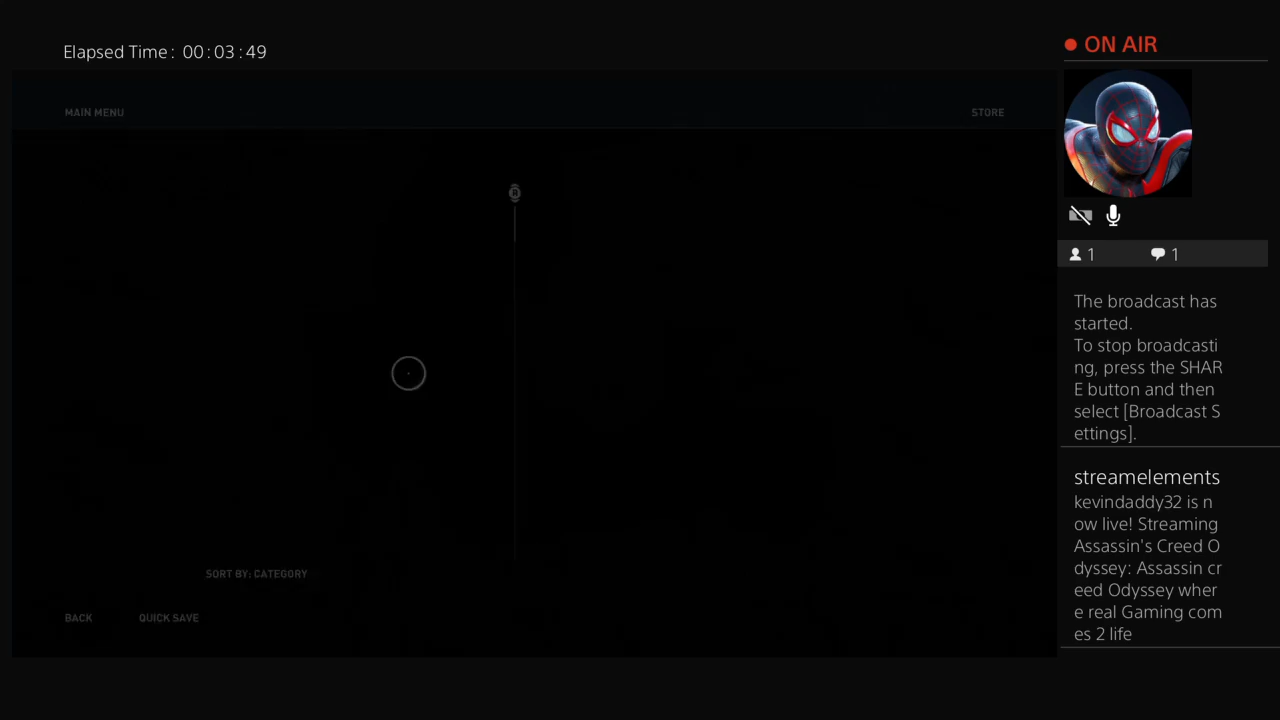 Elapsed Time: 00:03:49
ON AIR
MAIN MENU
STORE
R
1
1
The broadcast has
started.
To stop broadcasti
ng, press the SHAR
E button and then
select [Broadcast S
ettings].
streamelements
kevindaddy32 is n
ow live! Streaming
Assassin's Creed O
dyssey: Assassin cr
eed Odyssey wher
e real Gaming com
es 2 life
SORT BY: CATEGORY
BACK
QUICK SAVE